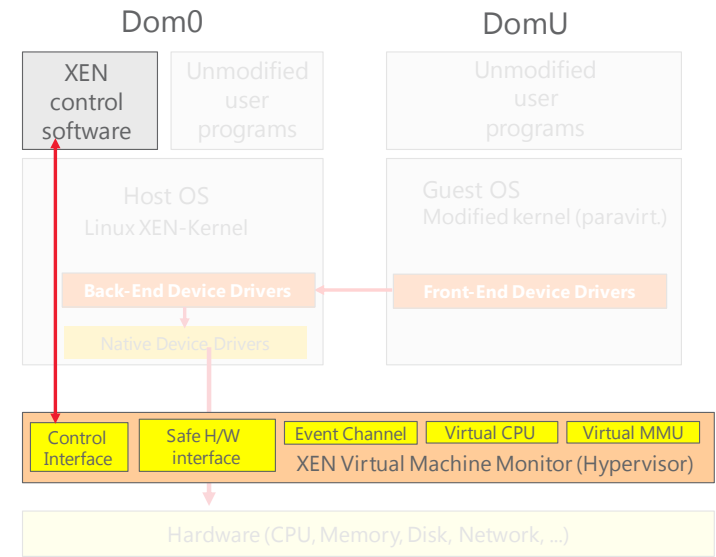 Dom0
DomU
XEN
control
software
Unmodified
user
programs
Unmodified
user
programs
Host OS
Linux XEN-Kernel
Guest OS
Modified kernel (paravirt.)
Back-End Device Drivers
Front-End Device Drivers
Native Device Drivers
Control
Interface
Safe H/W
interface
Event Channel
Virtual CPU
Virtual MMU
XEN Virtual Machine Monitor (Hypervisor)
Hardware (CPU, Memory, Disk, Network, ...)